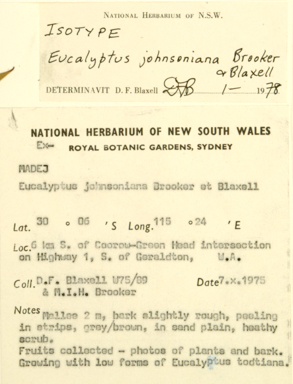 NATIONAL HERBARIUM OF N.S.W.
ISOTYPE
Eucalyptus johnsoniana Brooker
& Blaxell
DETERMINAVIT D. F. Blaxell DFB 1- 1978
NATIONAL HERBARIUM OF NEW SOUTH WALES
Ex- ROYAL BOTANIC GARDENS, SYDNEY
MADEJ
Eucalyptus johnsoniana Brooker et Blaxell
Lat. 30 ° 06 'S Long. 115 ° 24 'E
Loc. 6 km S. of Coorow-Green Head intersection
on Highway 1, S. of Geraldton, W.A.
Coll. D.F. Blaxell W75/89 Date 7.x.1975
& M.I.H. Brooker
Notes Mallee 2 m, bark slightly rough, peeling
in strips, grey/brown, in sand plain, heathy
scrub.
Fruits collected - photos of plants and bark.
Growing with low forms of Eucalyptus todtiana.